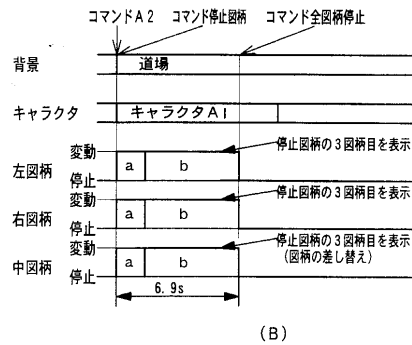 コマンドA2 コマンド停止図柄 コマンド全図柄停止
背景 道場
キャラクタ キャラクタA1
変動 停止図柄の3図柄目を表示
左図柄 a b
停止
停止図柄の3図柄目を表示
変動
右図柄 a b
停止
停止図柄の3図柄目を表示
変動 (図柄の差し替え)
中図柄 a b
停止
6.9s
(B)